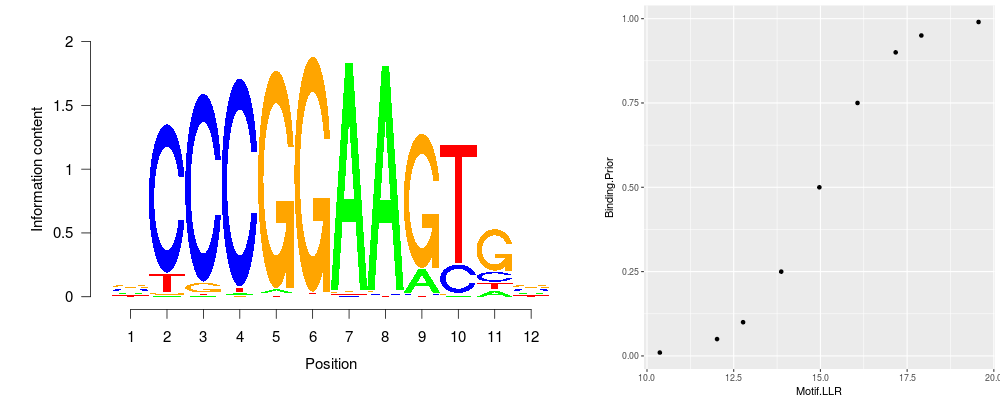 2
1.5
1
0.5
0
Information content
CCCGGAAGTG
T G A C T
1 2 3 4 5 6 7 8 9 10 11 12
Position
1.00
0.75
0.50
0.25
0.00
Binding.Prior
10.0 12.5 15.0 17.5 20.0
Motif.LLR